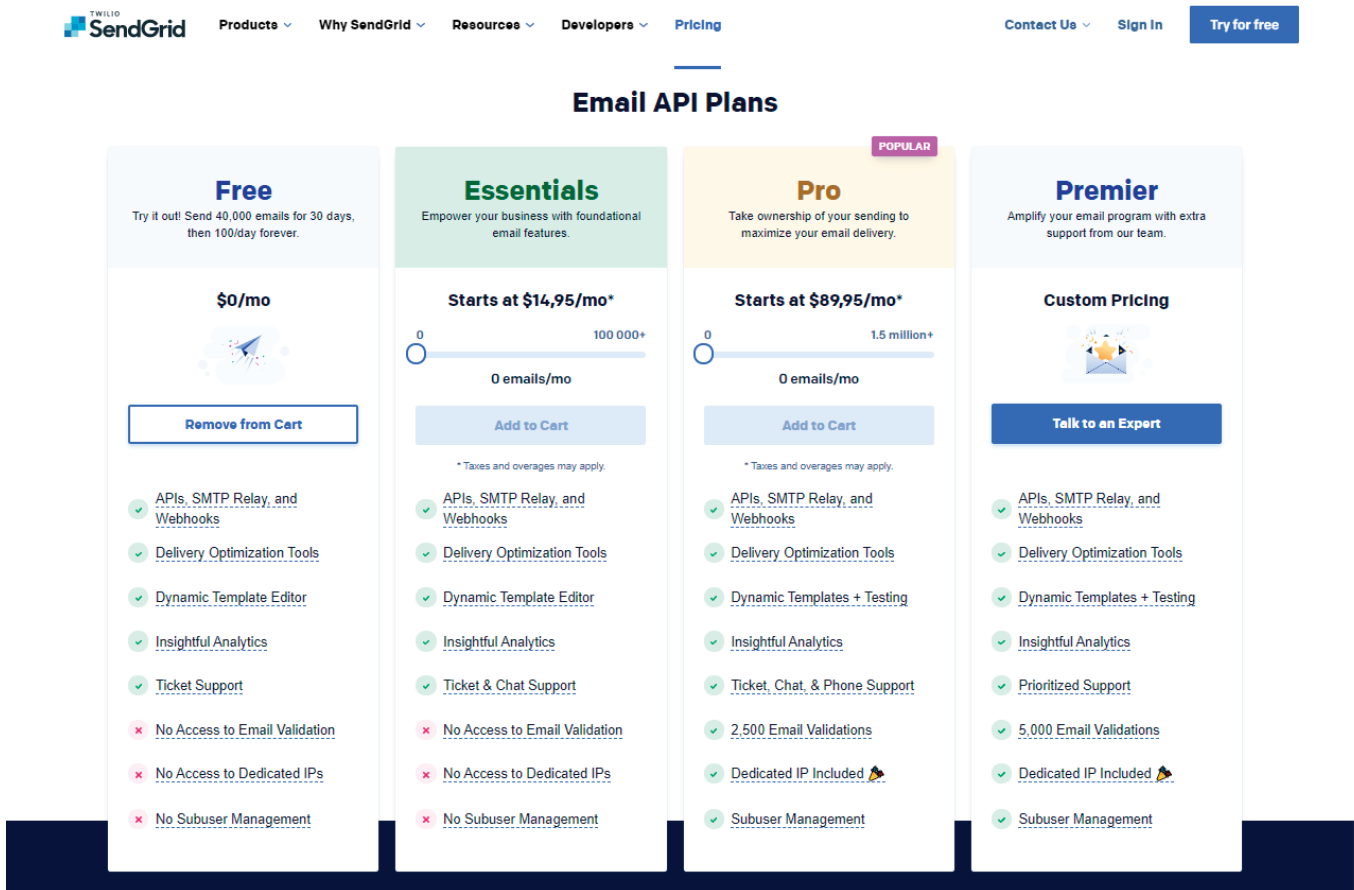 TWILIO
SendGrid
Products
Why SendGrid
Resources
Developers
Pricing
Contact Us
Sign In
Try for free
Email API Plans
Free
Try it out! Send 40,000 emails for 30 days,
then 100/day forever.
$0/mo
Remove from Cart
APIs, SMTP Relay, and
Webhooks
Delivery Optimization Tools
Dynamic Template Editor
Insightful Analytics
Ticket Support
No Access to Email Validation
No Access to Dedicated IPs
No Subuser Management
Essentials
Empower your business with foundational
email features.
Starts at $14,95/mo*
0 100 000+
0 emails/mo
Add to Cart
* Taxes and overages may apply.
APIs, SMTP Relay, and
Webhooks
Delivery Optimization Tools
Dynamic Template Editor
Insightful Analytics
Ticket & Chat Support
No Access to Email Validation
No Access to Dedicated IPs
No Subuser Management
POPULAR
Pro
Take ownership of your sending to
maximize your email delivery.
Starts at $89,95/mo*
0 1.5 million+
0 emails/mo
Add to Cart
* Taxes and overages may apply.
APIs, SMTP Relay, and
Webhooks
Delivery Optimization Tools
Dynamic Templates + Testing
Insightful Analytics
Ticket, Chat, & Phone Support
2,500 Email Validations
Dedicated IP Included
Subuser Management
Premier
Amplify your email program with extra
support from our team.
Custom Pricing
Talk to an Expert
APIs, SMTP Relay, and
Webhooks
Delivery Optimization Tools
Dynamic Templates + Testing
Insightful Analytics
Prioritized Support
5,000 Email Validations
Dedicated IP Included
Subuser Management